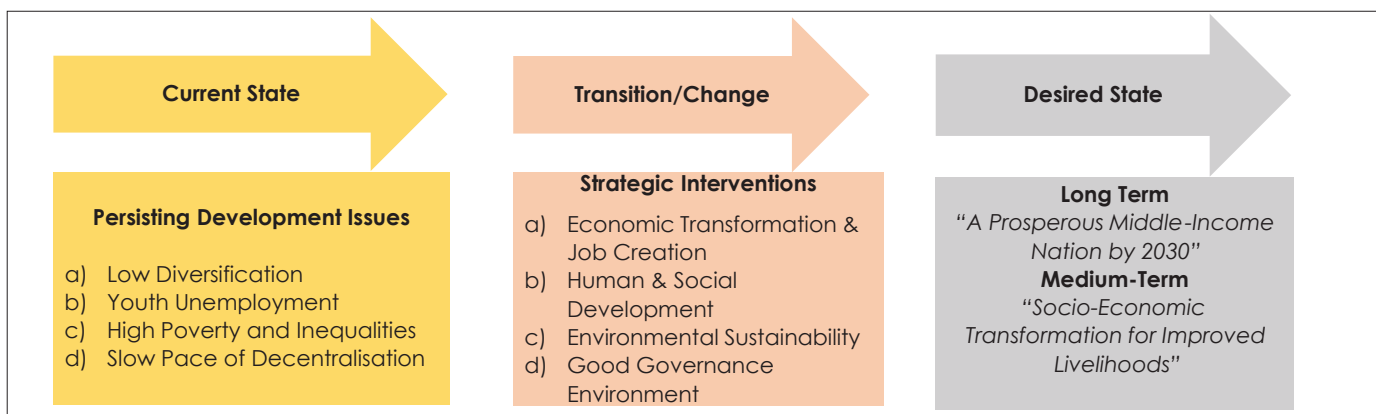 Current State
Persisting Development Issues
a) Low Diversification
b) Youth Unemployment
c) High Poverty and Inequalities
d) Slow Pace of Decentralisation
Transition/Change
Strategic Interventions
a) Economic Transformation &
Job Creation
b) Human & Social
Development
c) Environmental Sustainability
d) Good Governance
Environment
Desired State
Long Term
“A Prosperous Middle-Income
Nation by 2030”
Medium-Term
“Socio-Economic
Transformation for Improved
Livelihoods”